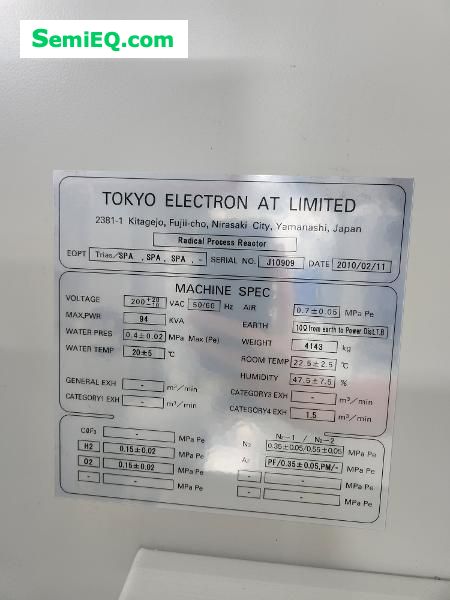 SemiEQ.com
TOKYO ELECTRON AT LIMITED
2381-1 Kitagejo, Fujii-cho, Nirasaki City, Yamanashi, Japan
Radical Process Reactor
EQPT Trias/SPA , SPA , SPA , - SERIAL NO. J10909 DATE 2010/02/11
MACHINE SPEC
VOLTAGE 200 +20 -10 VAC 50/60 Hz AIR 0.7±0.05 MPa Pe
MAX.PWR 94 KVA EARTH 10Ω from earth to Power Dist.T.B
WATER PRES 0.4±0.02 MPa Max (Pe) WEIGHT 4143 kg
WATER TEMP 20±5 ℃ ROOM TEMP 22.5±2.5 ℃
HUMIDITY 47.5±7.5 %
GENERAL EXH - m³/min CATEGORY3 EXH - m³/min
CATEGORY1 EXH - m³/min CATEGORY4 EXH 1.5 m³/min
N₂-1 / N₂-2
- MPa Pe N₂ 0.35±0.05/0.55±0.05 MPa Pe
H2 0.15±0.02 MPa Pe Ar PF/0.35±0.05,PM/- MPa Pe
O2 0.15±0.02 MPa Pe - - MPa Pe
- - MPa Pe - - MPa Pe
- - MPa Pe